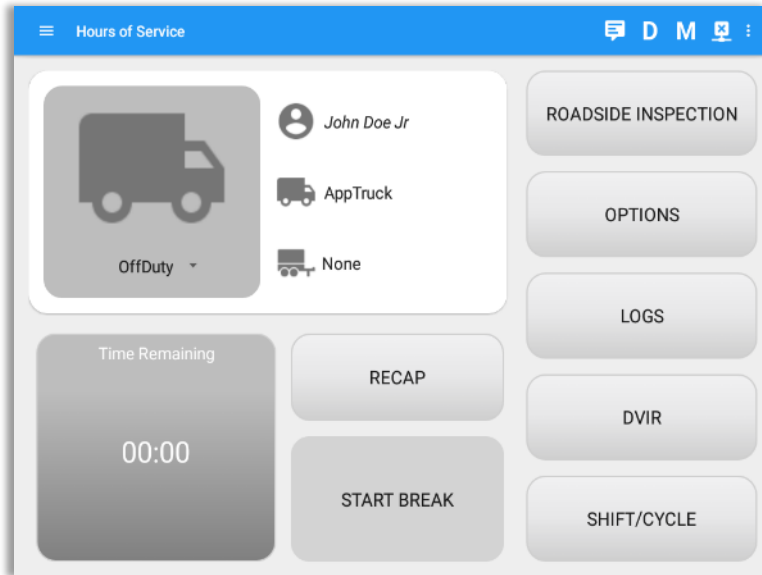 Hours of Service
D M
John Doe Jr
AppTruck
None
OffDuty
Time Remaining
00:00
RECAP
START BREAK
ROADSIDE INSPECTION
OPTIONS
LOGS
DVIR
SHIFT/CYCLE